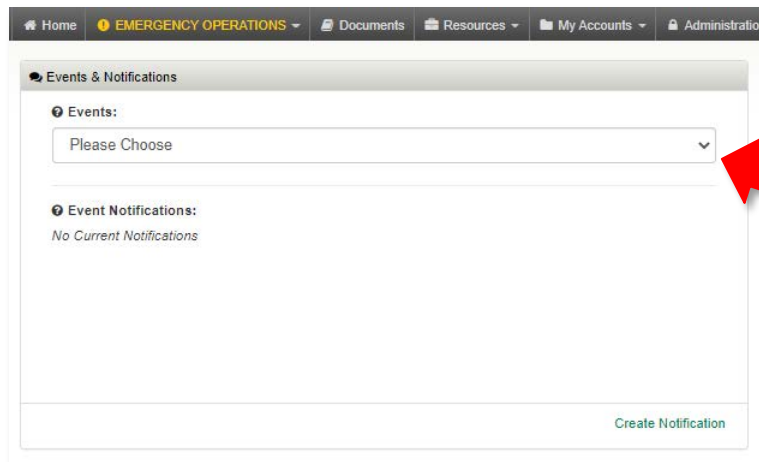 Home EMERGENCY OPERATIONS Documents Resources My Accounts Administratio
Events & Notifications
Events:
Please Choose
Event Notifications:
No Current Notifications
Create Notification